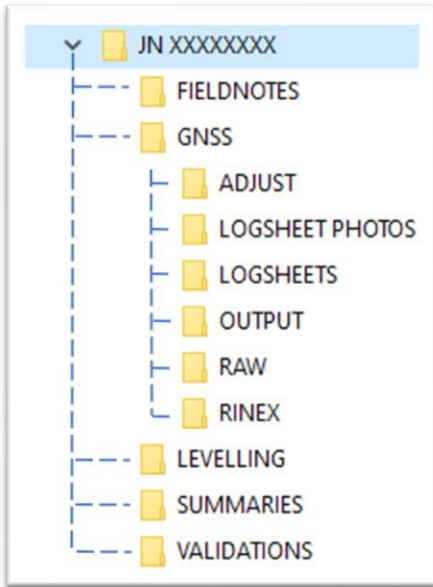 JN XXXXXXXX
FIELDNOTES
GNSS
ADJUST
LOGSHEET PHOTOS
LOGSHEETS
OUTPUT
RAW
RINEX
LEVELLING
SUMMARIES
VALIDATIONS